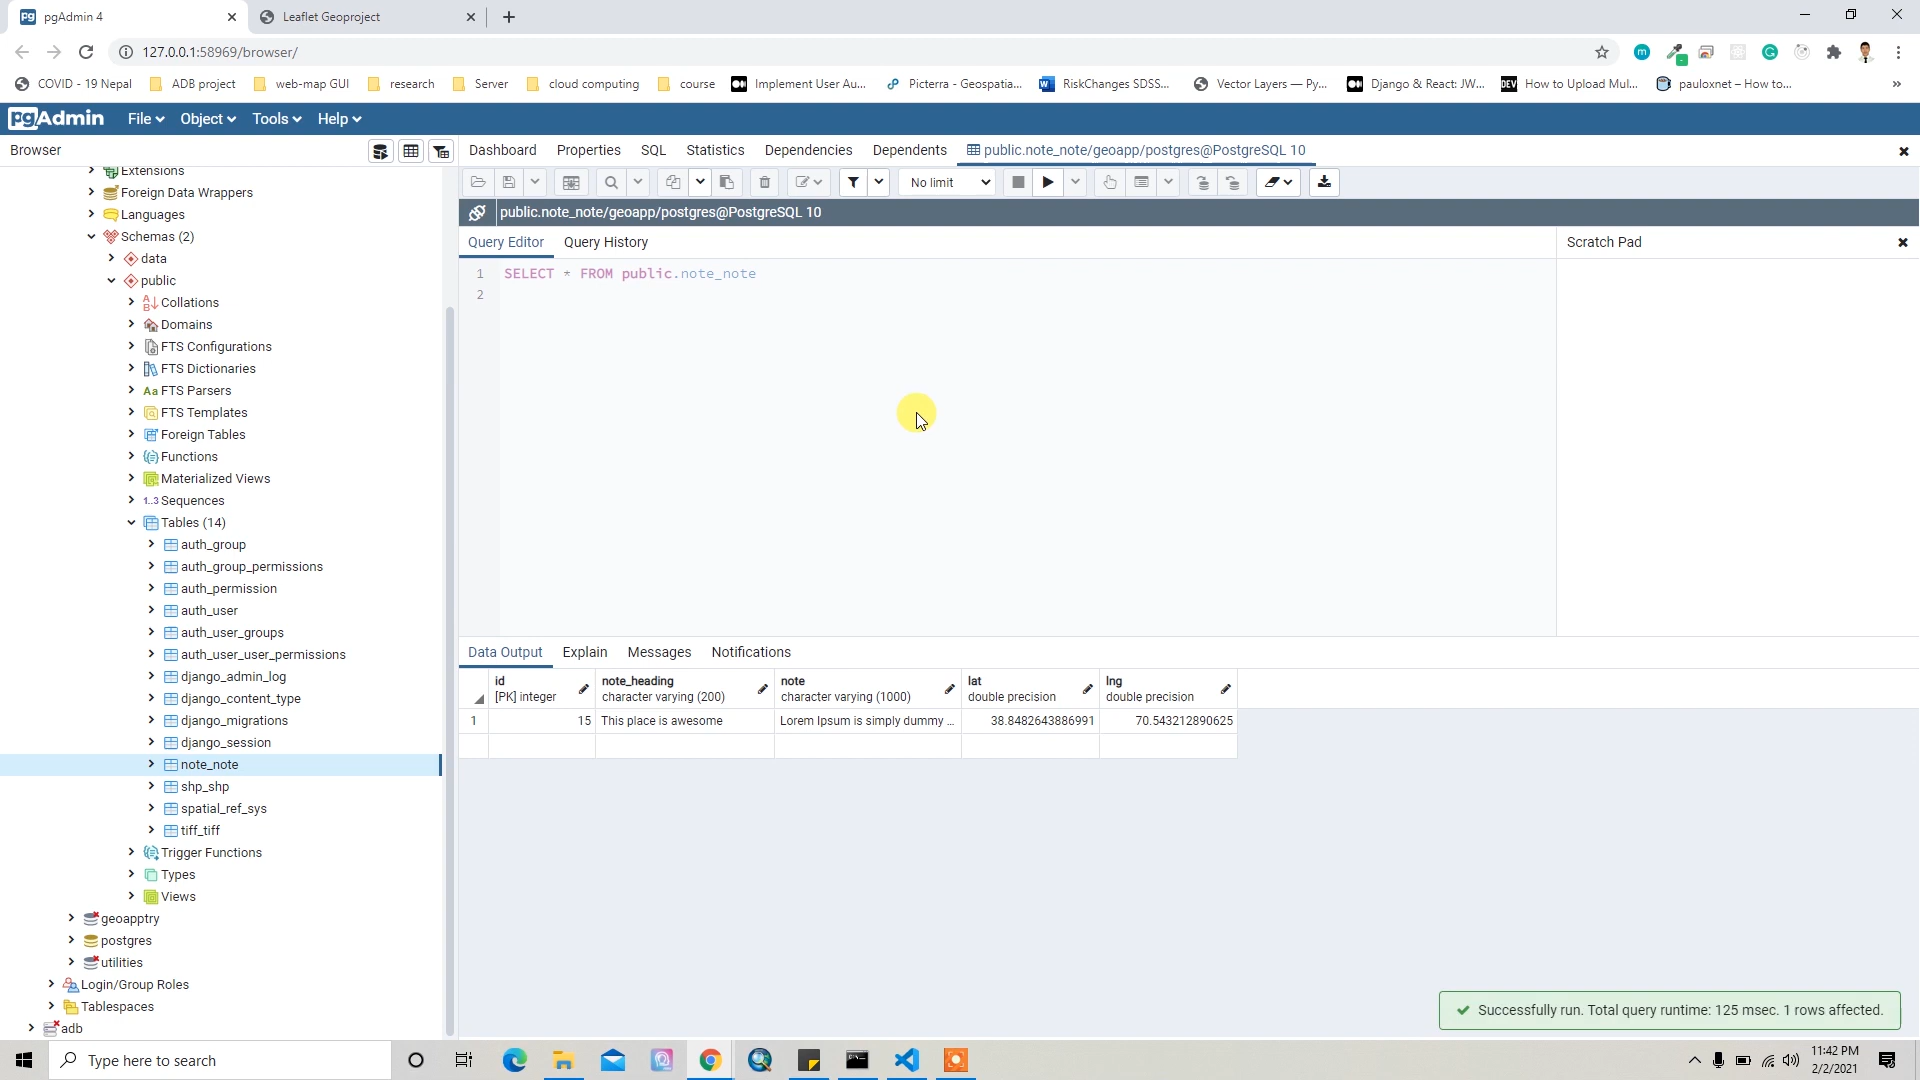 pgAdmin 4
Leaflet Geoproject
127.0.0.1:58969/browser/
COVID - 19 Nepal
ADB project
web-map GUI
research
Server
cloud computing
course
Implement User Au...
Picterra - Geospatia...
RiskChanges SDSS...
Vector Layers — Py...
Django & React: JW...
How to Upload Mul...
pauloxnet – How to...
pgAdmin
File
Object
Tools
Help
Browser
Dashboard
Properties
SQL
Statistics
Dependencies
Dependents
public.note_note/geoapp/postgres@PostgreSQL 10
No limit
public.note_note/geoapp/postgres@PostgreSQL 10
Query Editor
Query History
Scratch Pad
1 SELECT * FROM public.note_note
2
Extensions
Foreign Data Wrappers
Languages
Schemas (2)
data
public
Collations
Domains
FTS Configurations
FTS Dictionaries
FTS Parsers
FTS Templates
Foreign Tables
Functions
Materialized Views
Sequences
Tables (14)
auth_group
auth_group_permissions
auth_permission
auth_user
auth_user_groups
auth_user_user_permissions
django_admin_log
django_content_type
django_migrations
django_session
note_note
shp_shp
spatial_ref_sys
tiff_tiff
Trigger Functions
Types
Views
geoapptry
postgres
utilities
Login/Group Roles
Tablespaces
adb
Data Output
Explain
Messages
Notifications
id
[PK] integer
note_heading
character varying (200)
note
character varying (1000)
lat
double precision
lng
double precision
1 15 This place is awesome Lorem Ipsum is simply dummy ... 38.8482643886991 70.543212890625
Successfully run. Total query runtime: 125 msec. 1 rows affected.
Type here to search
11:42 PM
2/2/2021